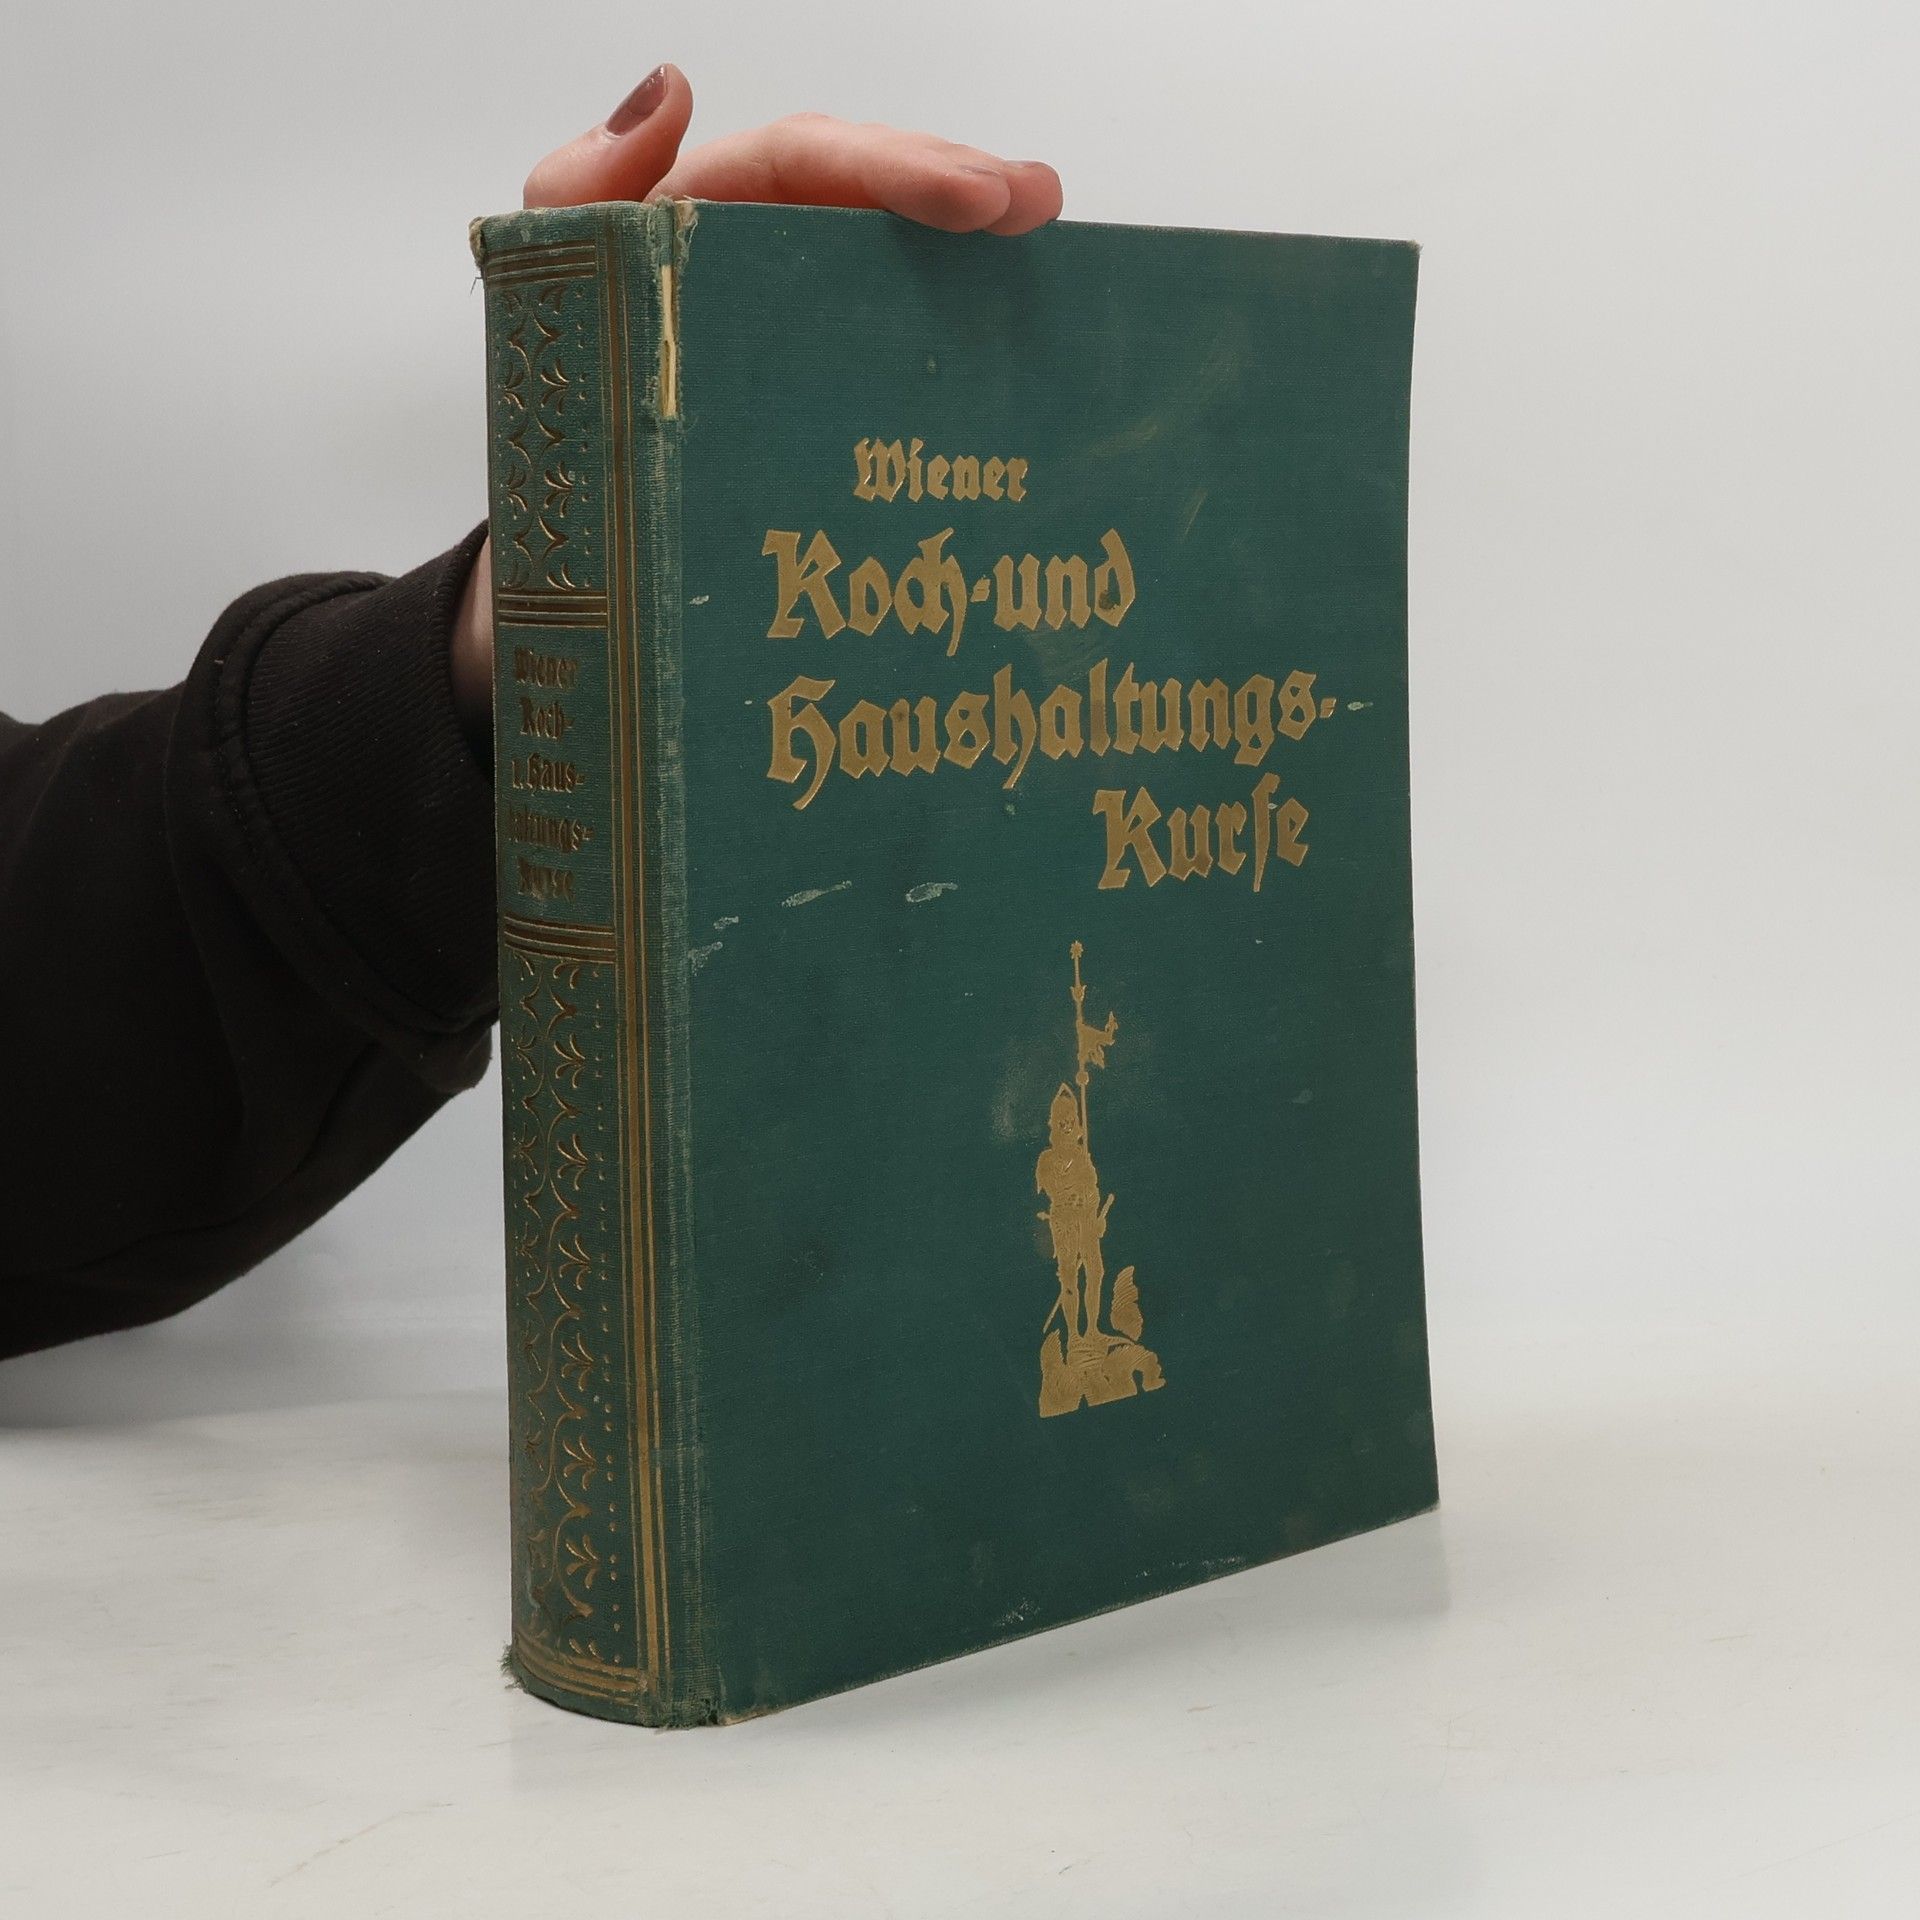 Wiener
Koch-und
Haushaltungs-
Kurse
Wiener
Koch-
u. Haus-
haltungs-
Kurse